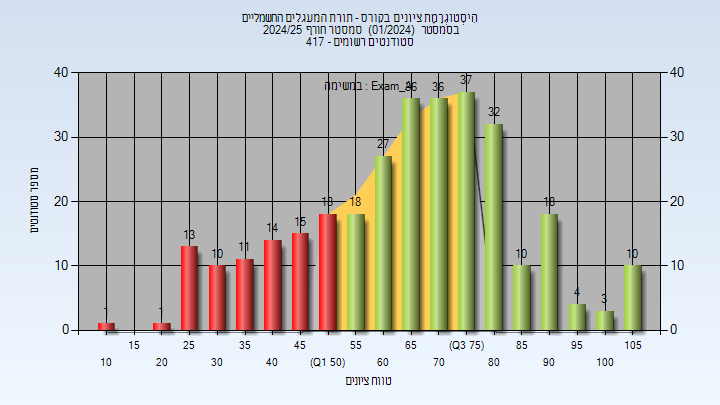 היסטוגרמת ציונים בקורס - תורת המעגלים החשמליים
בסמסטר (01/2024) סמסטר חורף 2024/25
סטודנטים רשומים - 417
במשימה : Exam_A
מספר סטודנטים
40 40
30 30
20 20
10 10
0 0
1 1 13 10 11 14 15 18 18 27 36 36 37 32 10 18 4 3 10
15 25 35 45 55 65 (Q3 75) 85 95 105
10 20 30 40 (Q1 50) 60 70 80 90 100
טווח ציונים